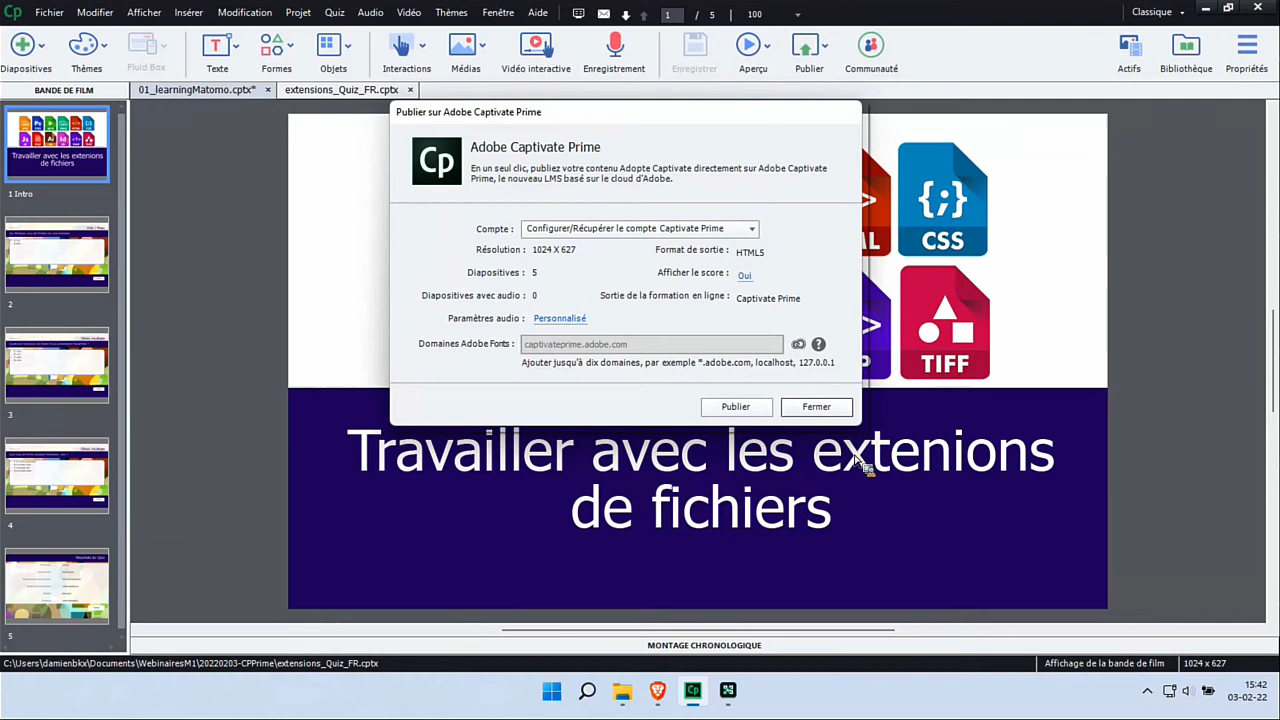 Cp Fichier Modifier Afficher Insérer Modification Projet Quiz Audio Vidéo Thèmes Fenêtre Aide 1 / 5 100 Classique
Diapositives Thèmes Fluid Box Texte Formes Objets Interactions Médias Vidéo interactive Enregistrement Enregistrer Aperçu Publier Communauté Actifs Bibliothèque Propriétés
BANDE DE FILM
01_learningMatomo.cptx* × extensions_Quiz_FR.cptx ×
Travailler avec les extenions
de fichiers
1 Intro
2
3
4
5
Publier sur Adobe Captivate Prime
Cp
Adobe Captivate Prime
En un seul clic, publiez votre contenu Adopte Captivate directement sur Adobe Captivate
Prime, le nouveau LMS basé sur le cloud d'Adobe.
Compte : Configurer/Récupérer le compte Captivate Prime
Résolution : 1024 X 627 Format de sortie : HTML5
Diapositives : 5 Afficher le score : Oui
Diapositives avec audio : 0 Sortie de la formation en ligne : Captivate Prime
Paramètres audio : Personnalisé
Domaines Adobe Fonts : captivateprime.adobe.com
Ajouter jusqu'à dix domaines, par exemple *.adobe.com, localhost, 127.0.0.1
Publier Fermer
{;}
CSS
TIFF
Travailler avec les extenions
de fichiers
MONTAGE CHRONOLOGIQUE
C:\Users\damienbkx\Documents\WebinairesM1\20220203-CPPrime\extensions_Quiz_FR.cptx Affichage de la bande de film 1024 x 627
Cp
15:42
03-02-22